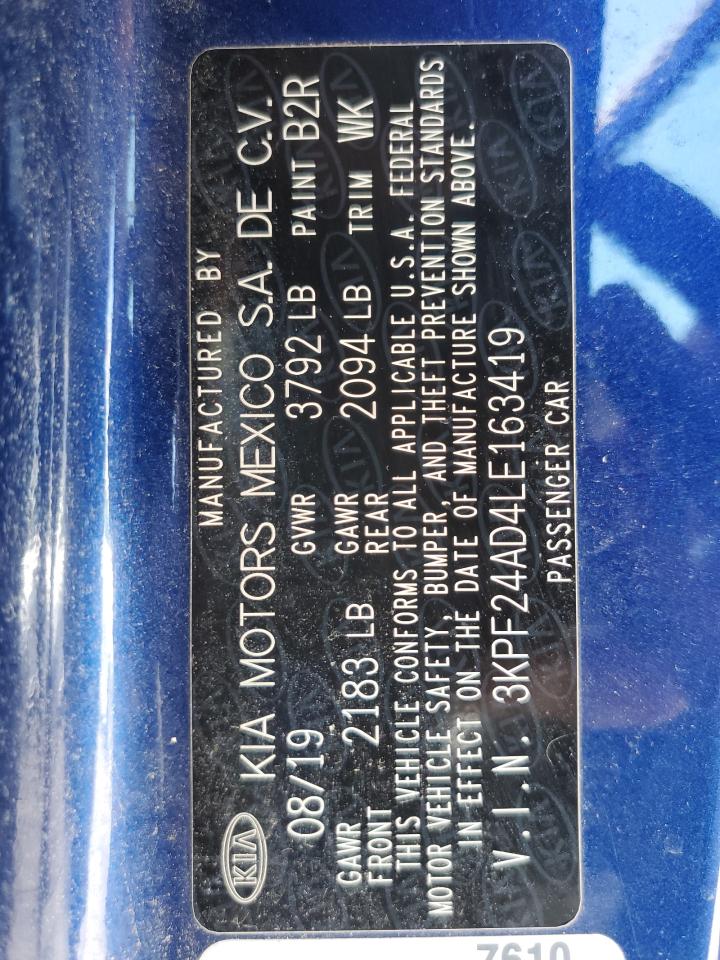 MANUFACTURED BY
KIA KIA MOTORS MEXICO S.A. DE C.V.
08/19 GVWR 3792 LB PAINT B2R
GAWR FRONT 2183 LB GAWR REAR 2094 LB TRIM WK
THIS VEHICLE CONFORMS TO ALL APPLICABLE U.S.A. FEDERAL
MOTOR VEHICLE SAFETY, BUMPER, AND THEFT PREVENTION STANDARDS
IN EFFECT ON THE DATE OF MANUFACTURE SHOWN ABOVE.
V.I.N. 3KPF24AD4LE163419
PASSENGER CAR
7610